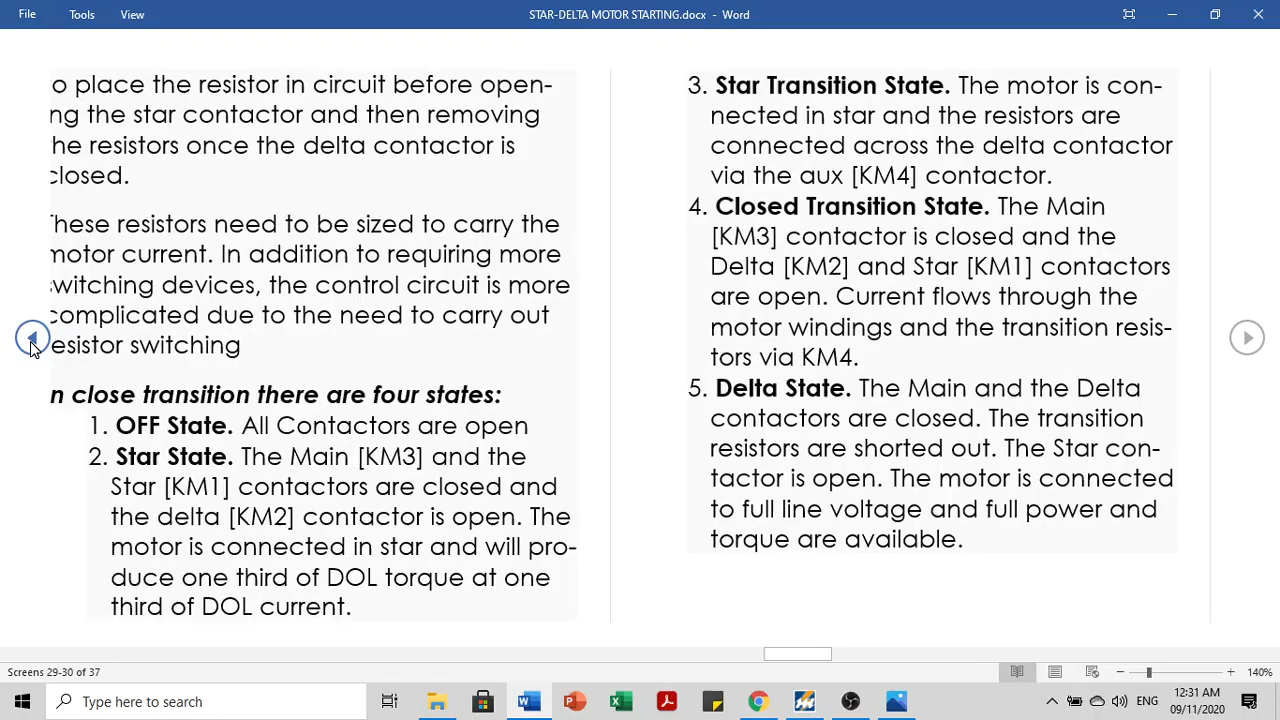 File Tools View STAR-DELTA MOTOR STARTING.docx - Word
o place the resistor in circuit before open-
ng the star contactor and then removing
he resistors once the delta contactor is
closed.
These resistors need to be sized to carry the
motor current. In addition to requiring more
switching devices, the control circuit is more
complicated due to the need to carry out
esistor switching
n close transition there are four states:
1. OFF State. All Contactors are open
2. Star State. The Main [KM3] and the
Star [KM1] contactors are closed and
the delta [KM2] contactor is open. The
motor is connected in star and will pro-
duce one third of DOL torque at one
third of DOL current.
3. Star Transition State. The motor is con-
nected in star and the resistors are
connected across the delta contactor
via the aux [KM4] contactor.
4. Closed Transition State. The Main
[KM3] contactor is closed and the
Delta [KM2] and Star [KM1] contactors
are open. Current flows through the
motor windings and the transition resis-
tors via KM4.
5. Delta State. The Main and the Delta
contactors are closed. The transition
resistors are shorted out. The Star con-
tactor is open. The motor is connected
to full line voltage and full power and
torque are available.
Screens 29-30 of 37
140%
Type here to search
ENG
12:31 AM
09/11/2020